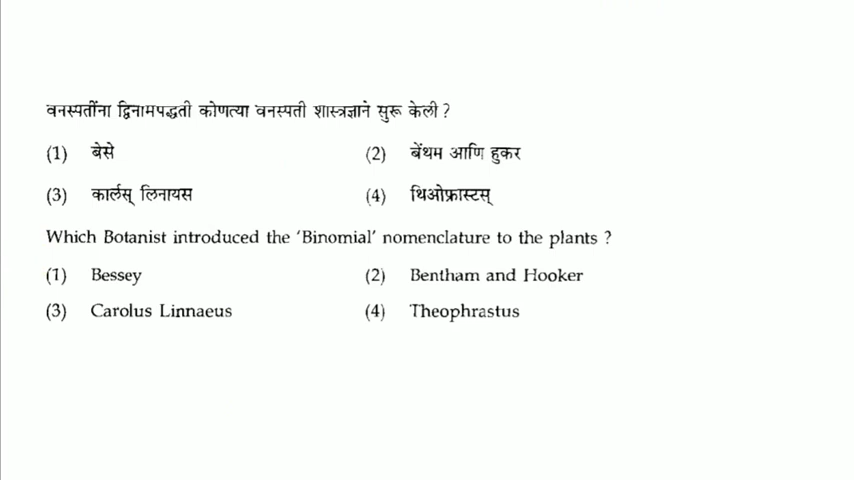 वनस्पतींना द्विनामपद्धती कोणत्या वनस्पती शास्त्रज्ञाने सुरू केली ?
(1) बेसे (2) बेंथम आणि हुकर
(3) कार्लस् लिनायस (4) थिओफ्रास्टस्
Which Botanist introduced the 'Binomial' nomenclature to the plants ?
(1) Bessey (2) Bentham and Hooker
(3) Carolus Linnaeus (4) Theophrastus